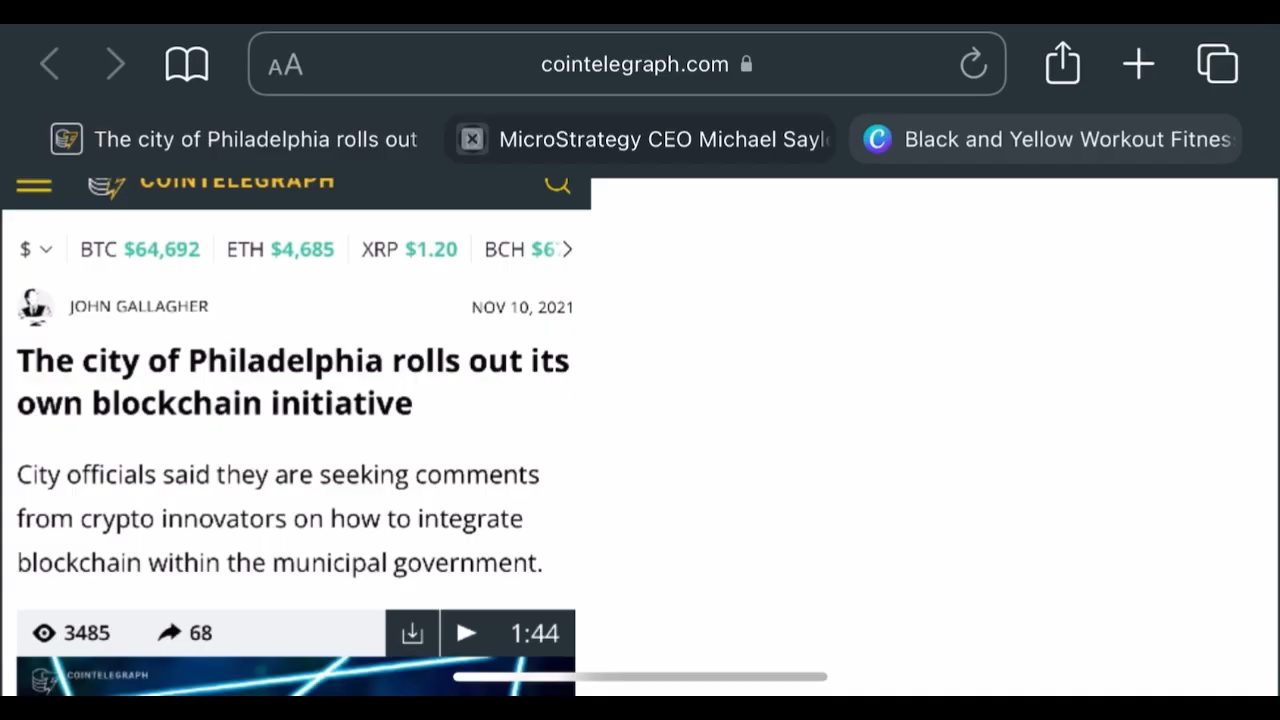 AA cointelegraph.com
The city of Philadelphia rolls out
MicroStrategy CEO Michael Sayl
Black and Yellow Workout Fitnes
COINTELEGRAPH
$ BTC $64,692 ETH $4,685 XRP $1.20 BCH $6
JOHN GALLAGHER NOV 10, 2021
The city of Philadelphia rolls out its
own blockchain initiative
City officials said they are seeking comments
from crypto innovators on how to integrate
blockchain within the municipal government.
3485 68 1:44
COINTELEGRAPH